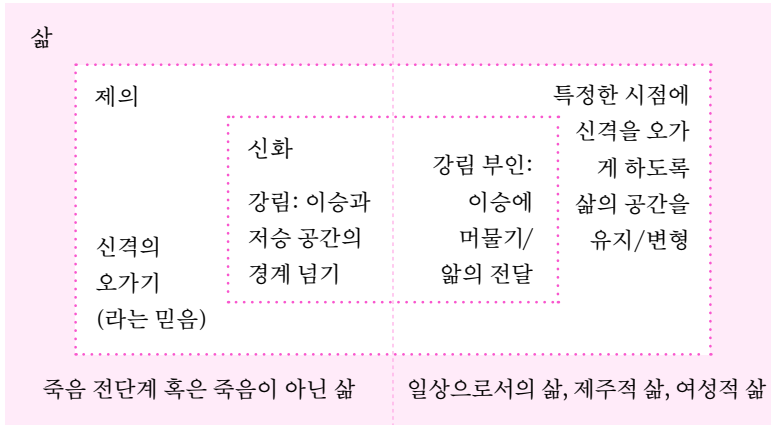 삶
제의
특정한 시점에
신격을 오가
게 하도록
삶의 공간을
유지/변형
신화
강림: 이승과
저승 공간의
경계 넘기
강림 부인:
이승에
머물기/
앎의 전달
신격의
오가기
(라는 믿음)
죽음 전단계 혹은 죽음이 아닌 삶
일상으로서의 삶, 제주적 삶, 여성적 삶